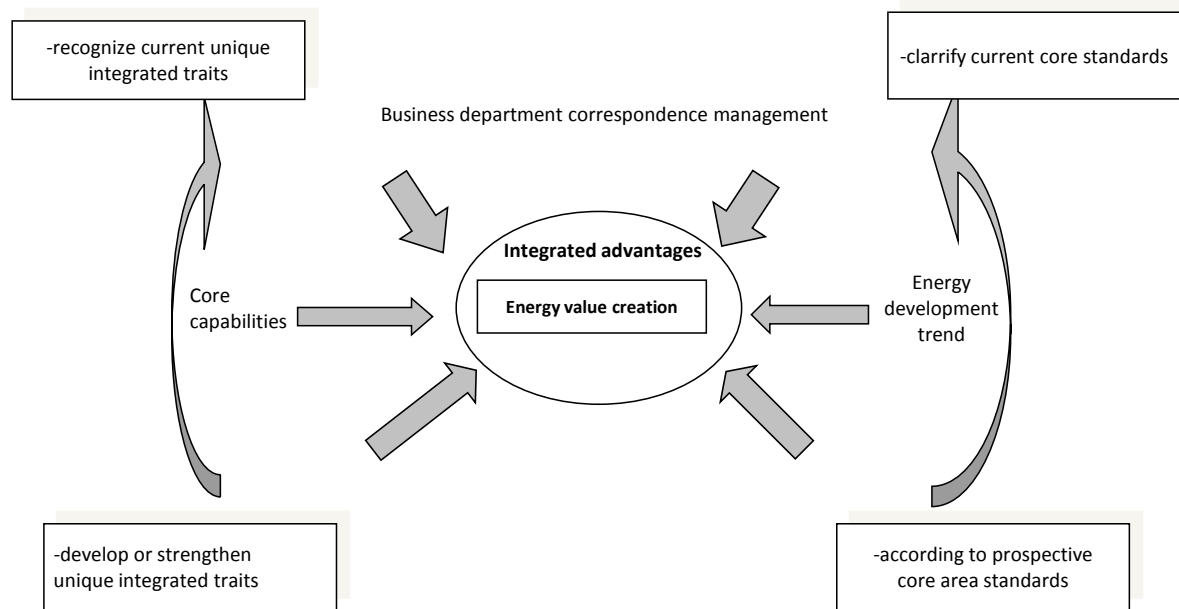 -recognize current unique
integrated traits
-clarrify current core standards
Business department correspondence management
Integrated advantages
Energy value creation
Core
capabilities
Energy
development
trend
-develop or strengthen
unique integrated traits
-according to prospective
core area standards